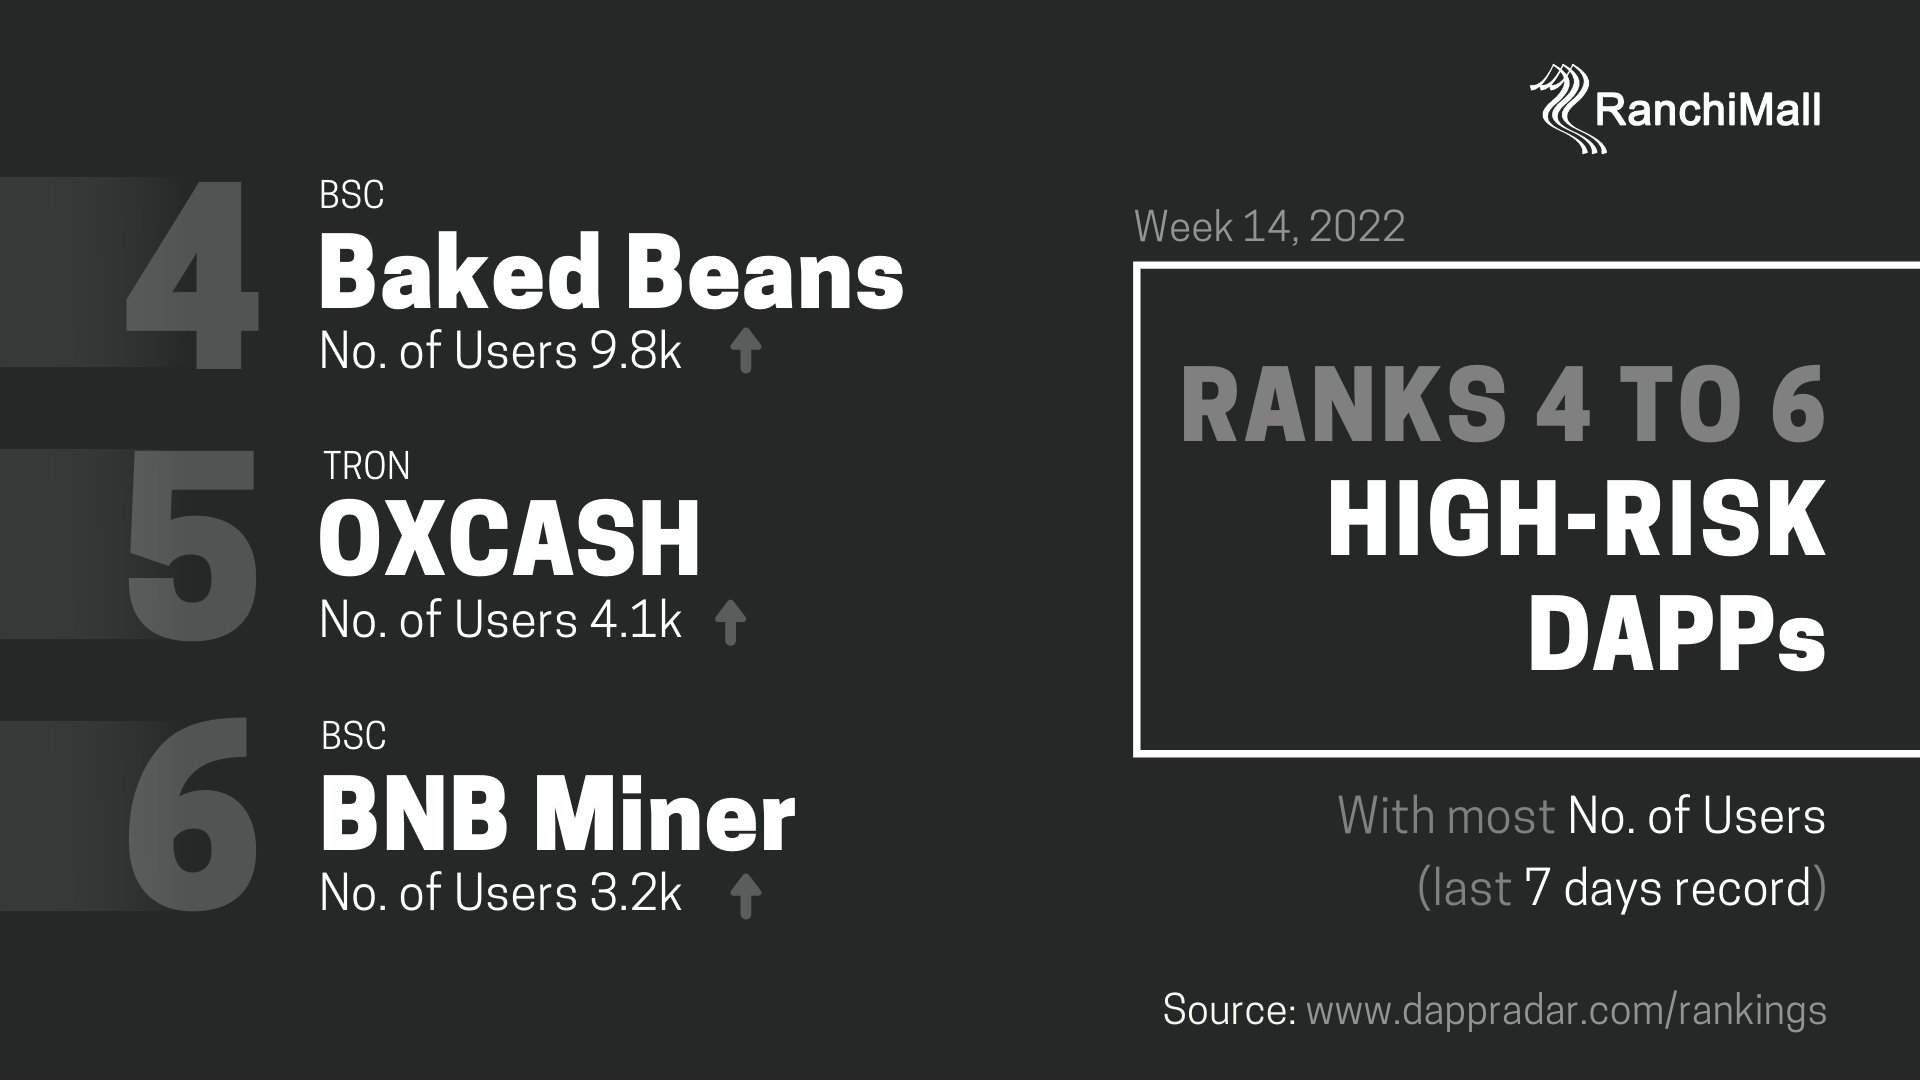 RanchiMall
4
BSC
Baked Beans
No. of Users 9.8k
5
TRON
OXCASH
No. of Users 4.1k
6
BSC
BNB Miner
No. of Users 3.2k
Week 14, 2022
RANKS 4 TO 6
HIGH-RISK
DAPPs
With most No. of Users
(last 7 days record)
Source: www.dappradar.com/rankings